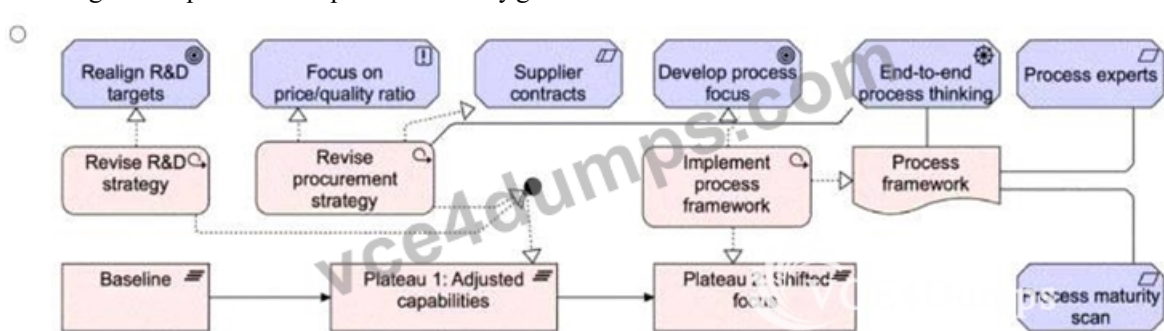 Realign R&D
targets
Focus on
price/quality ratio
Supplier
contracts
Develop process
focus
End-to-end
process thinking
Process experts
Revise R&D
strategy
Revise
procurement
strategy
Implement
process
framework
Process
framework
Baseline
Plateau 1: Adjusted
capabilities
Plateau 2: Shifted
focus
Process maturity
scan
vce4dumps.com